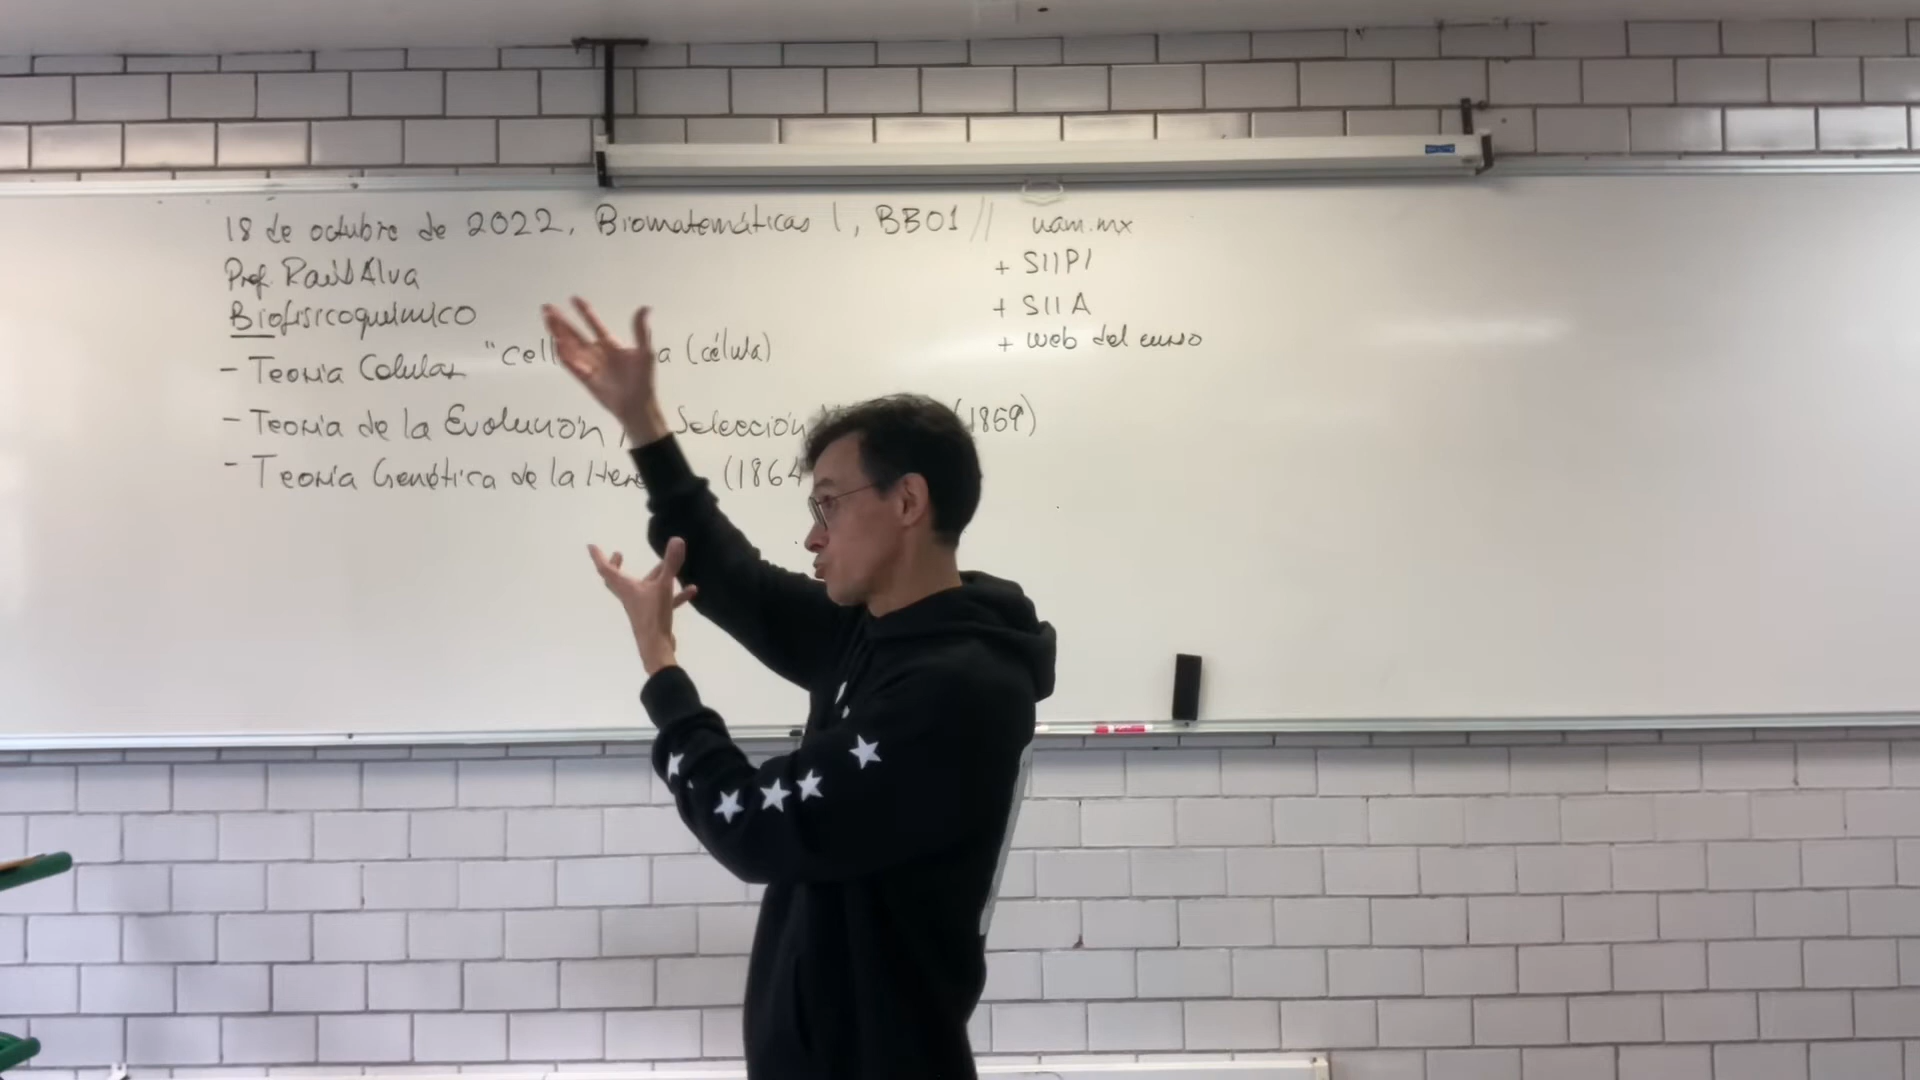 18 de octubre de 2022, Biomatemáticas I, BB01 //
Prof. Raúl Alva
Biofisicoquímico
- Teoría Celular "cell a (célula)
- Teoría de la Evolución Selección (1859)
- Teoría Genética de la (1864
uam.mx
+ SIIPI
+ SIIA
+ web del curso